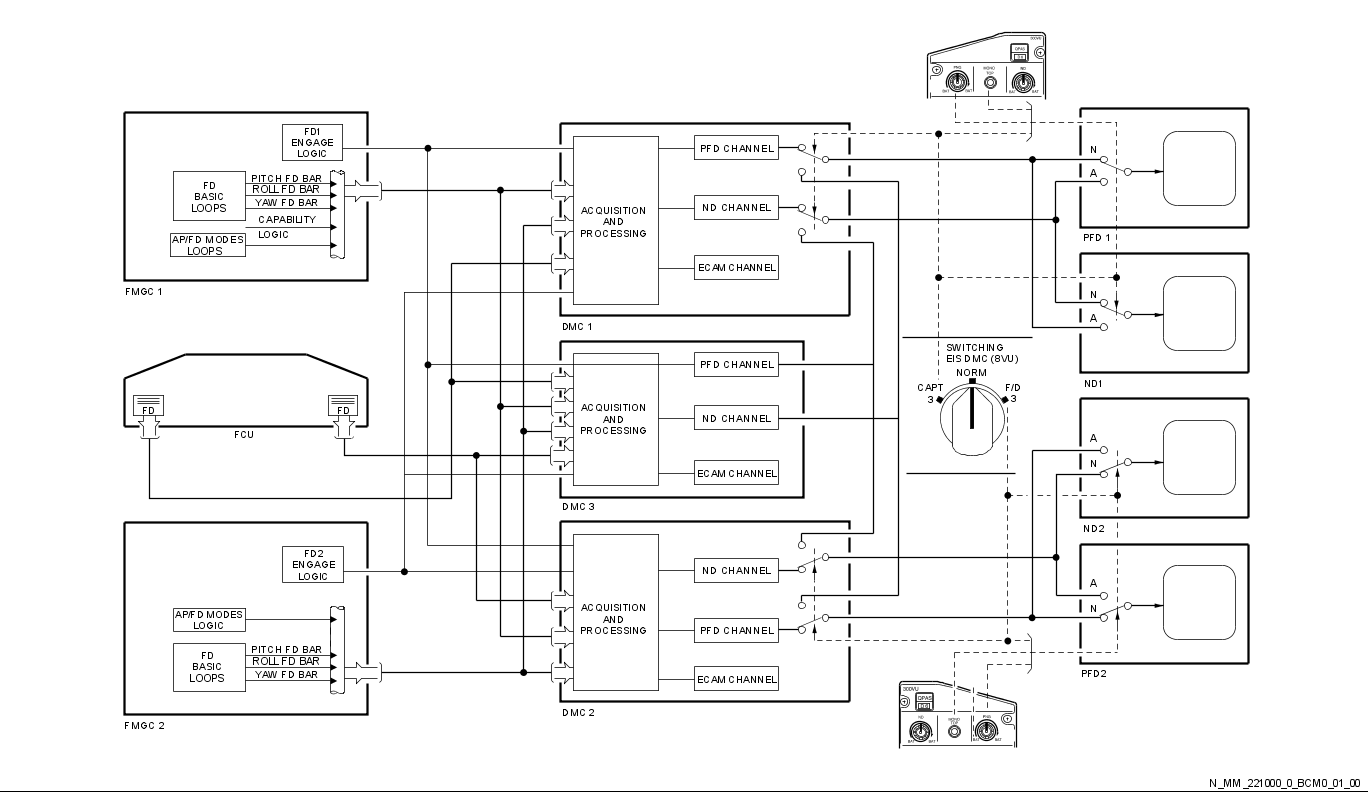 FD1
ENGAGE
LOGIC
FD
BASIC
LOOPS
PITCH FD BAR
ROLL FD BAR
YAW FD BAR
CAPABILITY
LOGIC
AP/FD MODES
LOOPS
FMGC 1
FD
FD
FCU
FD2
ENGAGE
LOGIC
AP/FD MODES
LOGIC
FD
BASIC
LOOPS
PITCH FD BAR
ROLL FD BAR
YAW FD BAR
FMGC 2
ACQUISITION
AND
PROCESSING
PFD CHANNEL
ND CHANNEL
ECAM CHANNEL
DMC 1
ACQUISITION
AND
PROCESSING
PFD CHANNEL
ND CHANNEL
ECAM CHANNEL
DMC 3
ACQUISITION
AND
PROCESSING
ND CHANNEL
PFD CHANNEL
ECAM CHANNEL
DMC 2
300VU
ND
SWITCHING
EIS DMC (8VU)
NORM
CAPT
3
F/D
3
300VU
ND
N
A
PFD 1
N
A
ND1
A
N
ND2
A
N
PFD2
N_MM_221000_0_BCM0_01_00